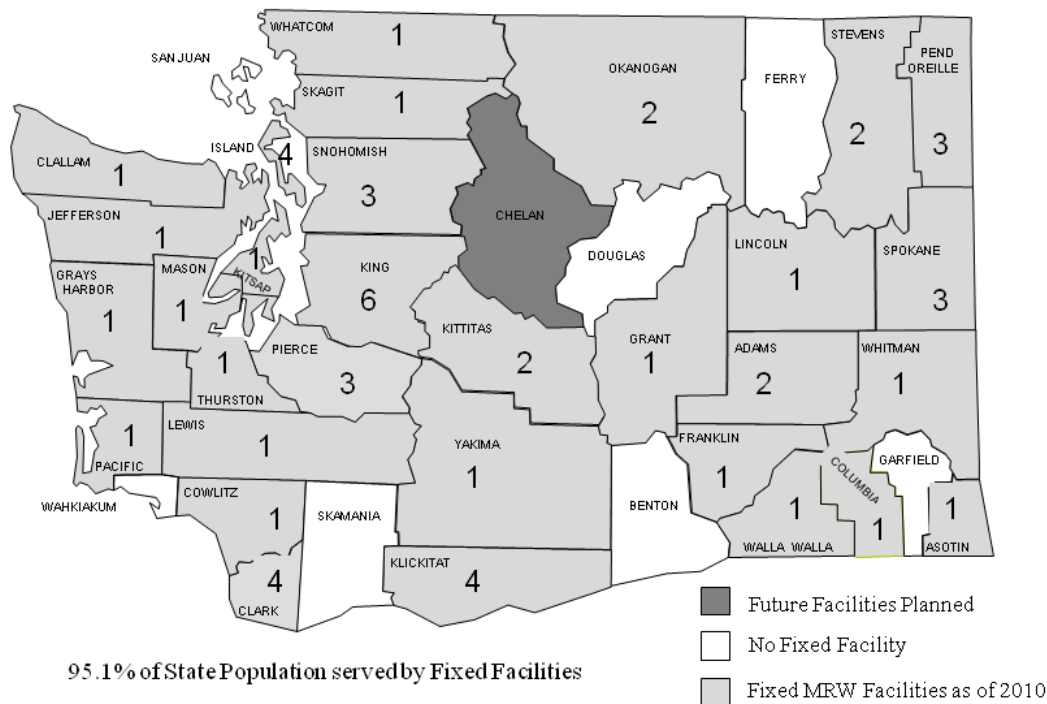 WHATCOM
1
SAN JUAN
SKAGIT
1
OKANOGAN
2
FERRY
STEVENS
2
PEND
OREILLE
3
ISLAND
4
SNOHOMISH
3
CLALLAM
1
JEFFERSON
1
CHELAN
DOUGLAS
LINCOLN
1
SPOKANE
3
GRAYS
HARBOR
1
MASON
1
1
KITSAP
KING
6
KITTITAS
2
GRANT
1
ADAMS
2
WHITMAN
1
1
THURSTON
PIERCE
3
1
PACIFIC
LEWIS
1
YAKIMA
1
FRANKLIN
1
COLUMBIA
1
GARFIELD
WAHKIAKUM
COWLITZ
1
SKAMANIA
BENTON
1
WALLA WALLA
1
ASOTIN
4
CLARK
KLICKITAT
4
Future Facilities Planned
No Fixed Facility
Fixed MRW Facilities as of 2010
95.1% of State Population served by Fixed Facilities